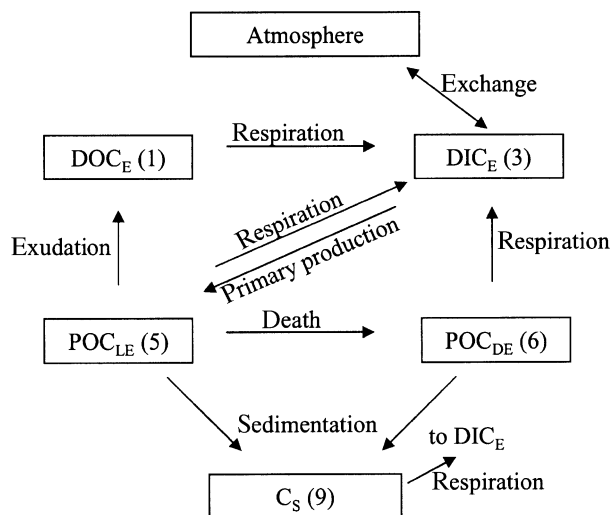 Atmosphere
Exchange
Respiration
DOC_E (1)
DIC_E (3)
Respiration
Primary production
Exudation
Respiration
Death
POC_LE (5)
POC_DE (6)
Sedimentation
to DIC_E
Respiration
C_S (9)